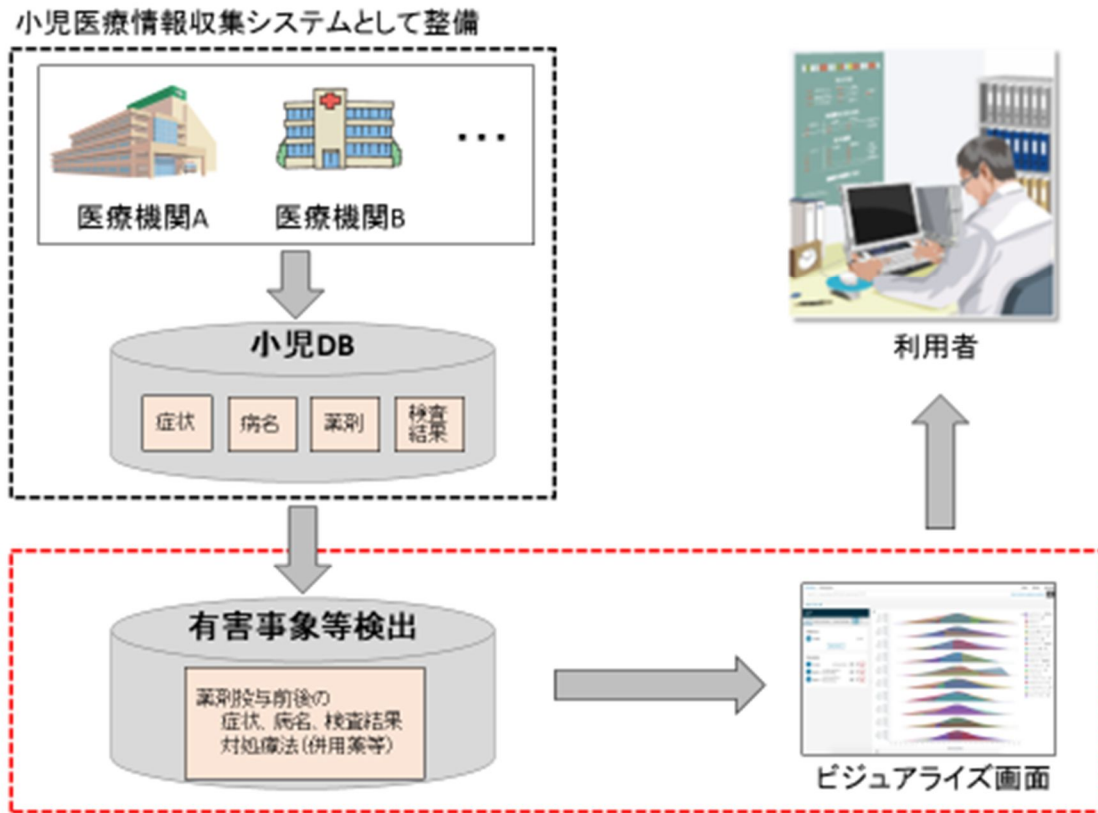 小児医療情報収集システムとして整備
医療機関A
医療機関B
・・・
小児DB
症状
病名
薬剤
検査
結果
有害事象等検出
薬剤投与前後の
症状、病名、検査結果
対処療法(併用薬等)
利用者
ビジュアライズ画面